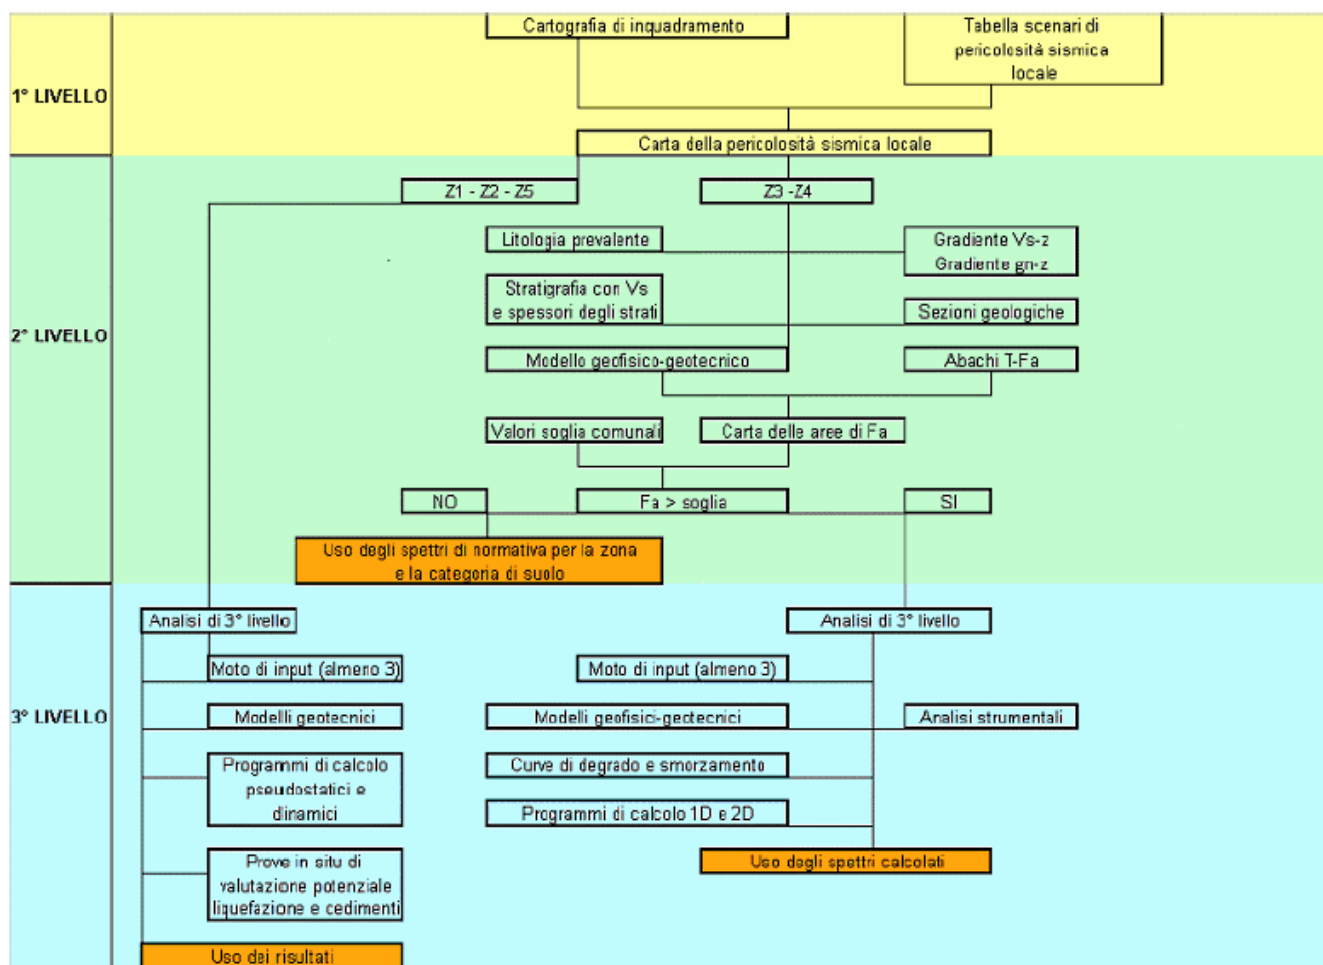 Cartografia di inquadramento
Tabella scenari di
pericolosità sismica
locale
1° LIVELLO
Carta della pericolosità sismica locale
Z1 - Z2 - Z5
Z3 -Z4
Litologia prevalente
Gradiente Vs-z
Gradiente gn-z
Stratigrafia con Vs
e spessori degli strati
Sezioni geologiche
2° LIVELLO
Modello geofisico-geotecnico
Abachi T-Fa
Valori soglia comunali
Carta delle aree di Fa
NO
Fa > soglia
SI
Uso degli spettri di normativa per la zona
e la categoria di suolo
Analisi di 3° livello
Analisi di 3° livello
Moto di input (almeno 3)
Moto di input (almeno 3)
3° LIVELLO
Modelli geotecnici
Modelli geofisici-geotecnici
Analisi strumentali
Programmi di calcolo
pseudostatici e
dinamici
Curve di degrado e smorzamento
Programmi di calcolo 1D e 2D
Prove in situ di
valutazione potenziale
liquefazione e cedimenti
Uso degli spettri calcolati
Uso dei risultati